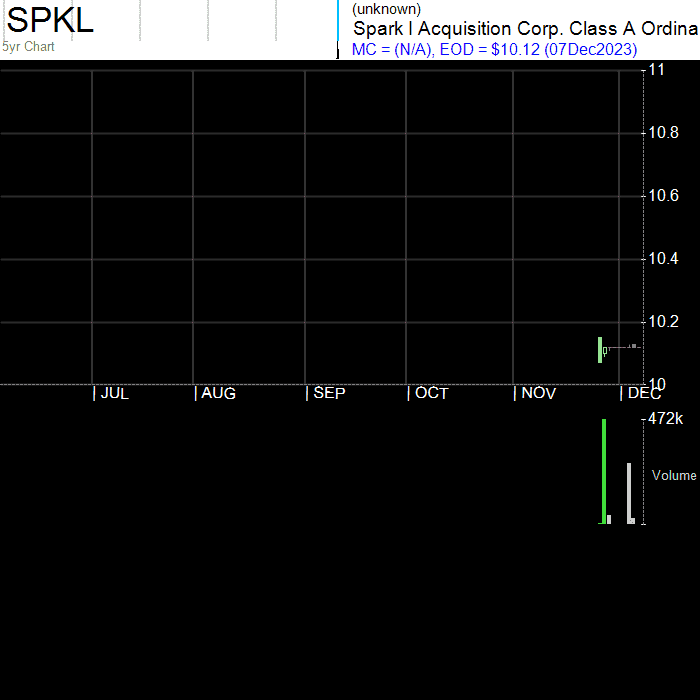 SPKL
5yr Chart
(unknown)
Spark I Acquisition Corp. Class A Ordina
MC = (N/A), EOD = $10.12 (07Dec2023)
11
10.8
10.6
10.4
10.2
10
JUL AUG SEP OCT NOV DEC
472k
Volume